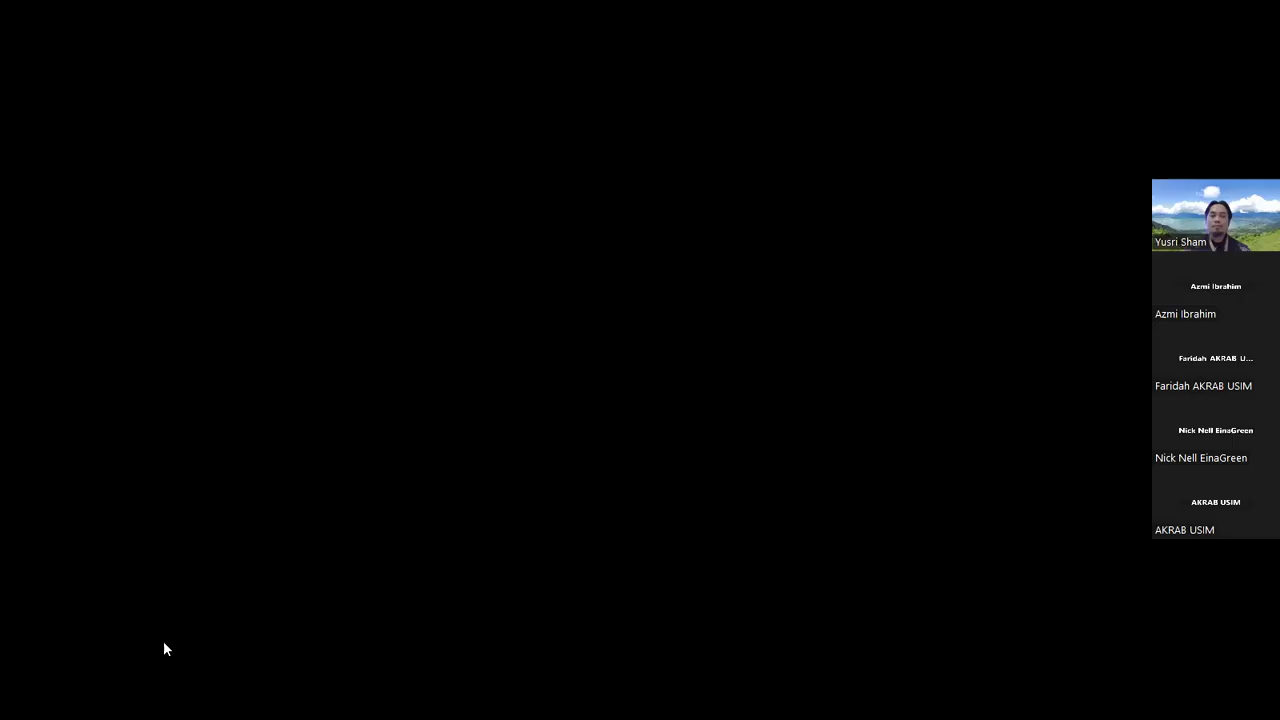 Yusri Sham
Azmi Ibrahim
Azmi Ibrahim
Faridah AKRAB U...
Faridah AKRAB USIM
Nick Nell EinaGreen
Nick Nell EinaGreen
AKRAB USIM
AKRAB USIM